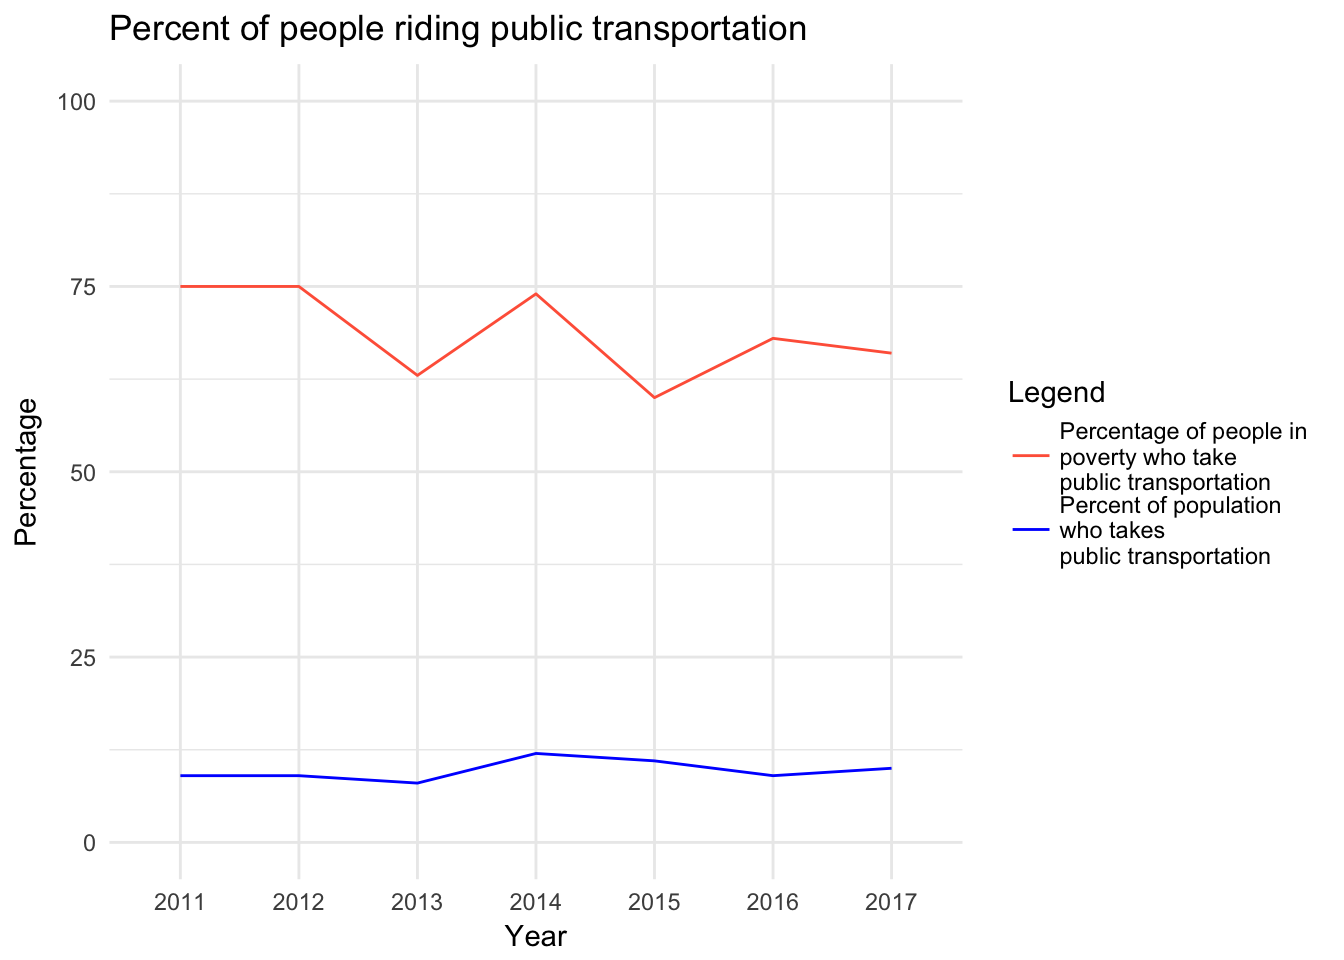 Percent of people riding public transportation
100
75
50
25
0
Percentage
2011 2012 2013 2014 2015 2016 2017
Year
Legend
Percentage of people in
poverty who take
public transportation
Percent of population
who takes
public transportation